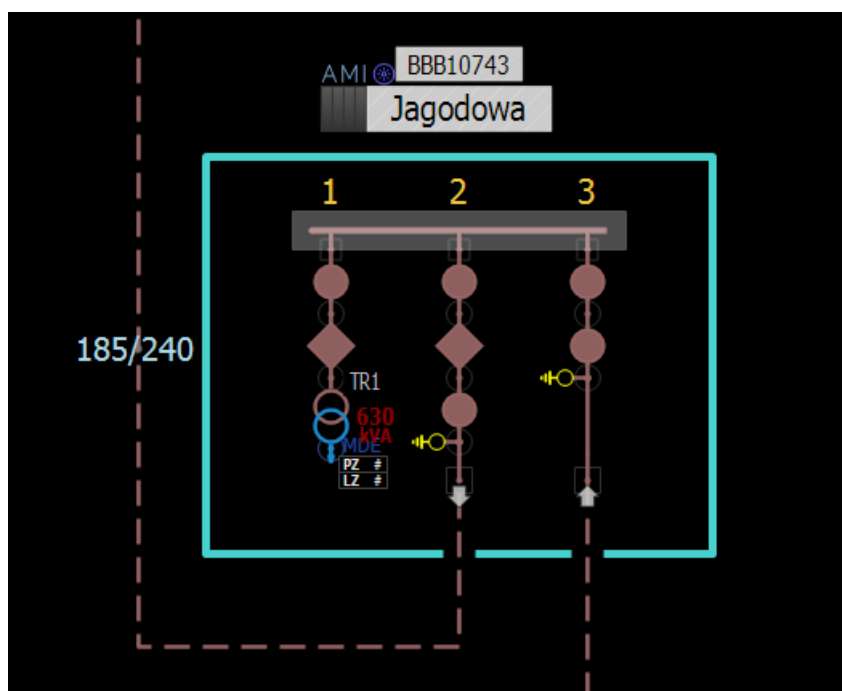 AMI
BBB10743
Jagodowa
1 2 3
185/240
TR1
630
kVA
MDE
PZ #
LZ #